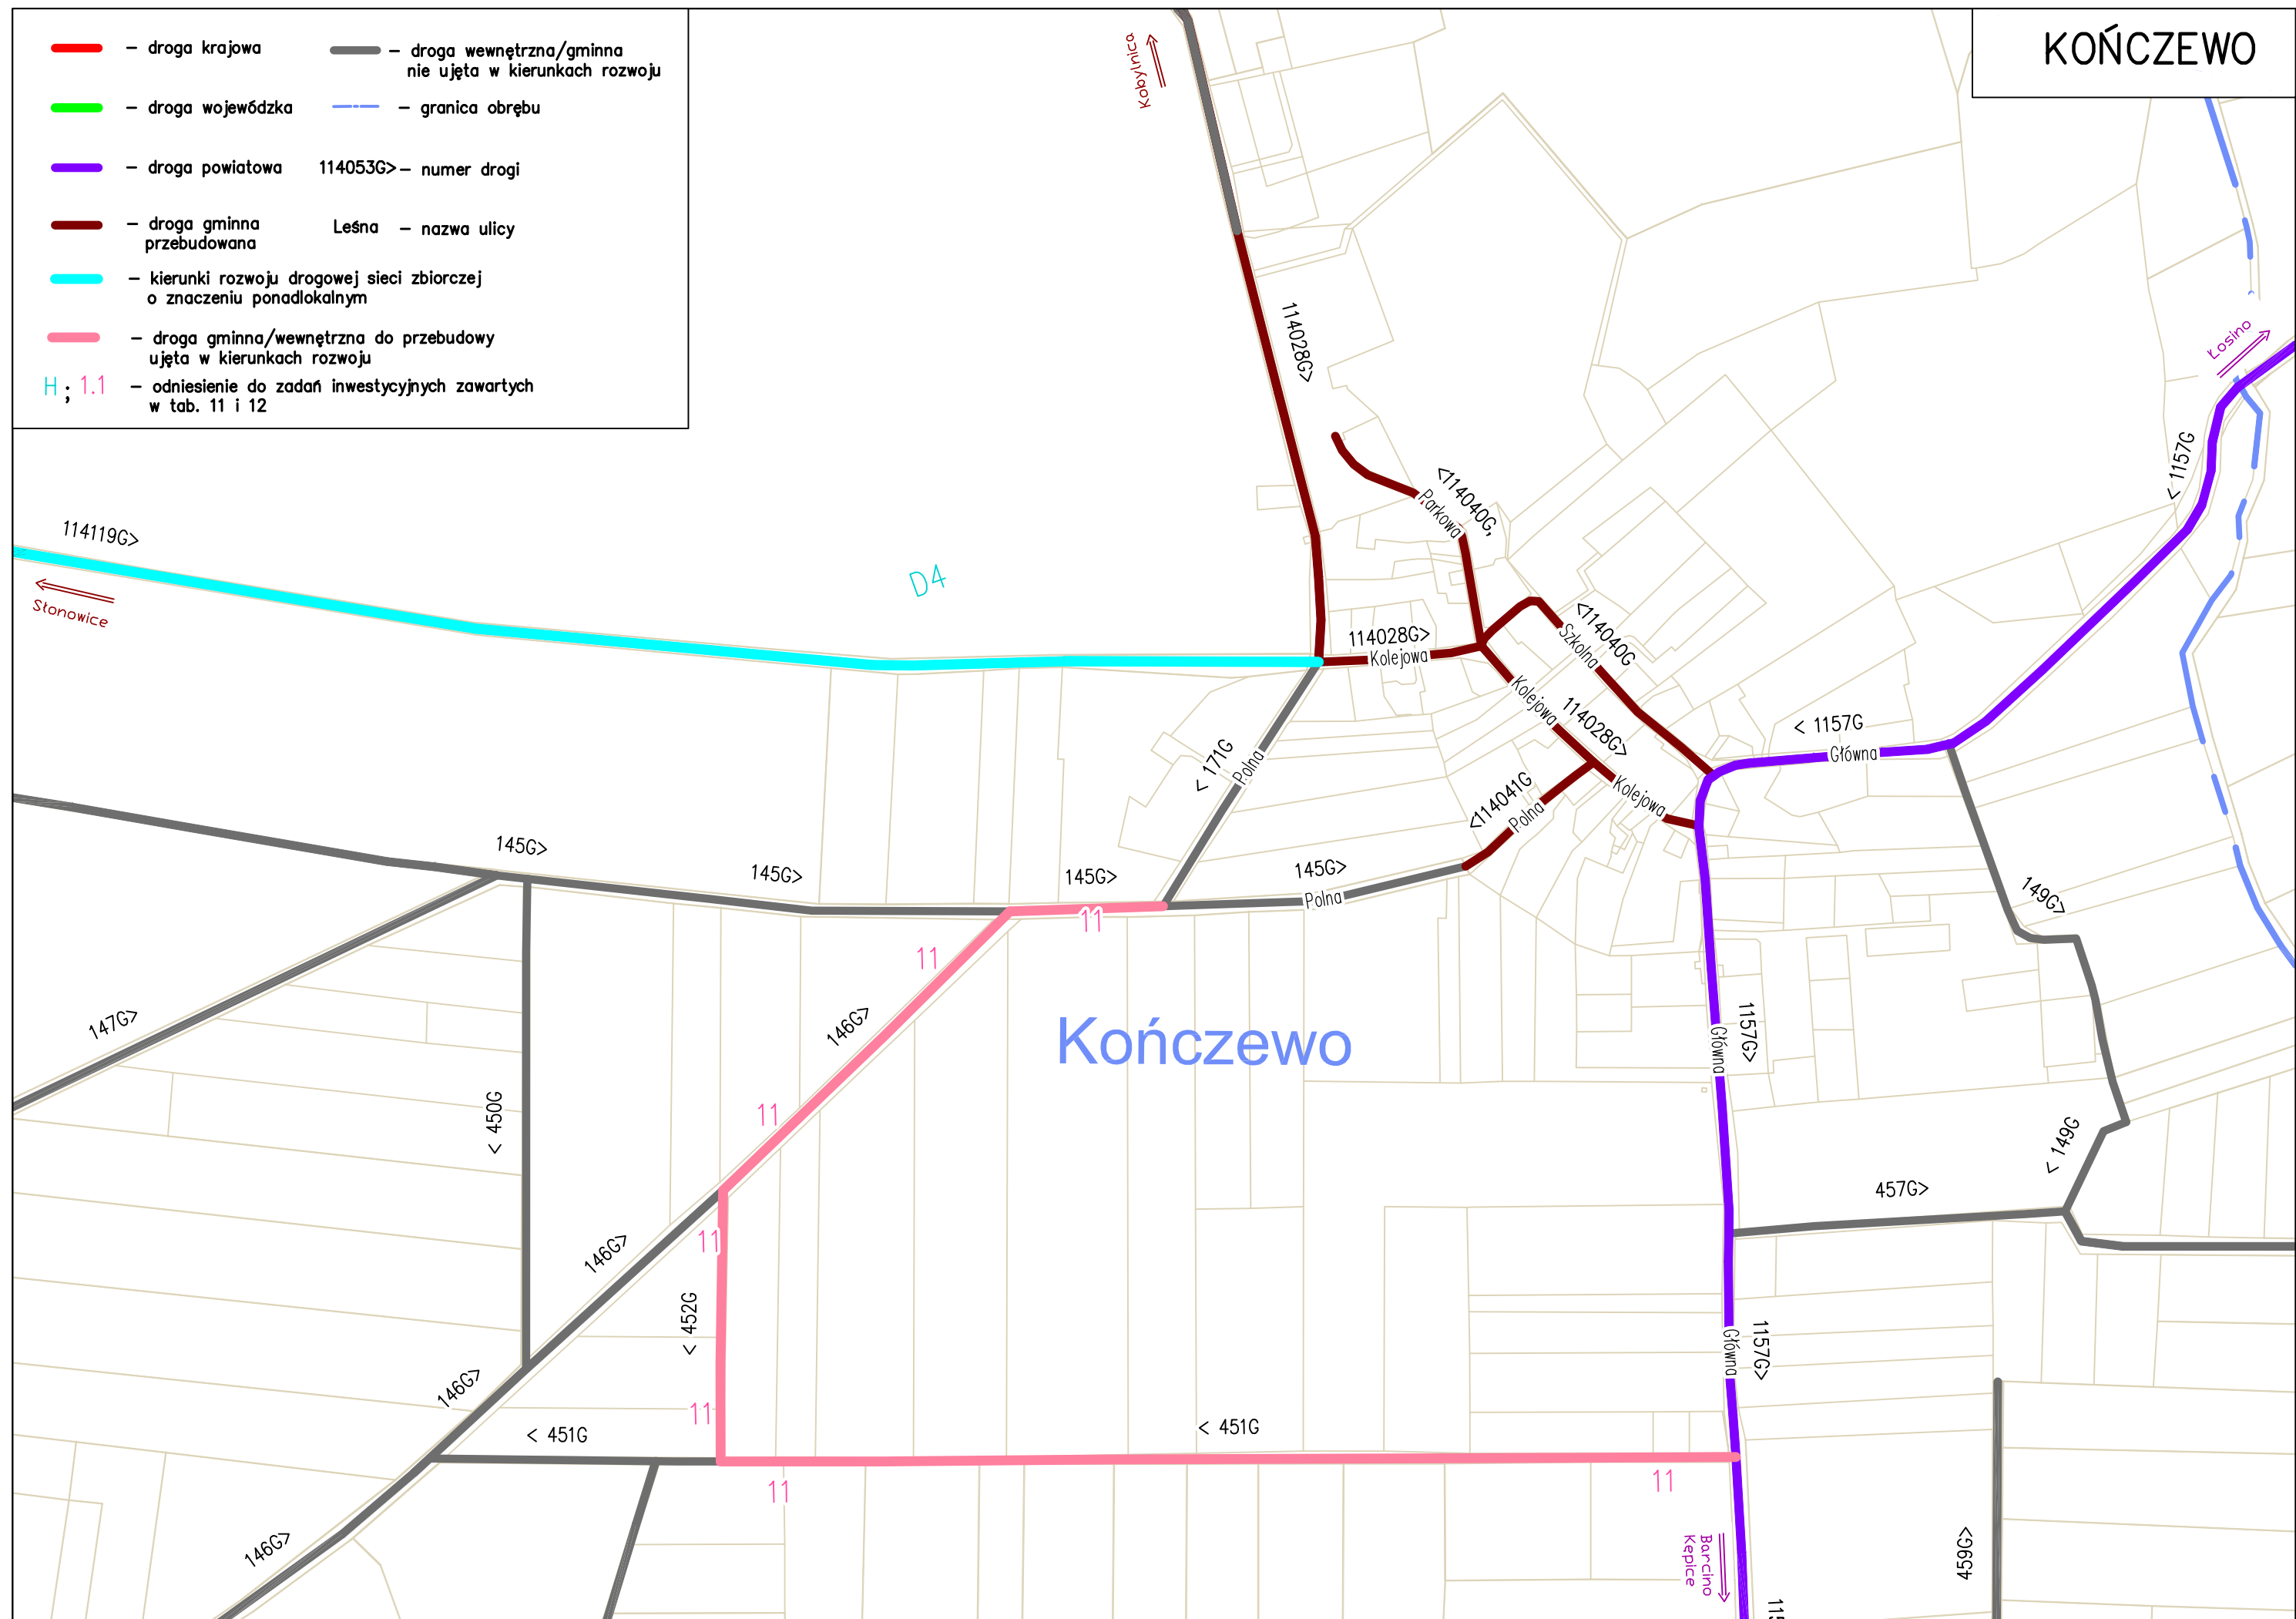 KOŃCZEWO
– droga krajowa
– droga wojewódzka
– droga powiatowa
– droga gminna
przebudowana
– kierunki rozwoju drogowej sieci zbiorczej
o znaczeniu ponadlokalnym
– droga gminna/wewnętrzna do przebudowy
ujęta w kierunkach rozwoju
H ; 1.1 – odniesienie do zadań inwestycyjnych zawartych
w tab. 11 i 12
– droga wewnętrzna/gminna
nie ujęta w kierunkach rozwoju
– granica obrębu
114053G> – numer drogi
Leśna – nazwa ulicy
Kobylnica
114028G>
Łosino
< 1157G
<114040G,
Parkowa
114119G>
Słonowice
D4
114028G>
Kolejowa
<114040G
Szkolna
Kolejowa
114028G>
Kolejowa
< 1157G
Główna
< 171G
Polna
<114041G
Polna
145G>
145G>
145G>
145G>
Polna
149G>
11
11
147G>
146G>
Kończewo
1157G>
Główna
< 450G
11
< 149G
457G>
11
146G>
< 452G
1157G>
Główna
146G>
11
< 451G
< 451G
11
11
146G>
Barcino
Kępice
459G>